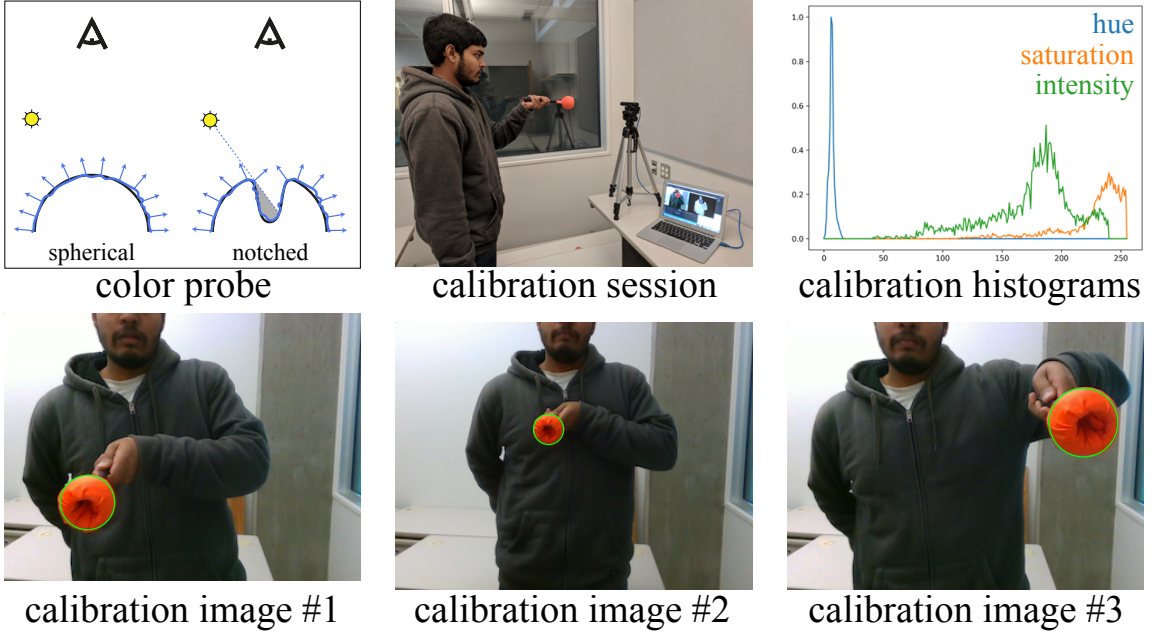 hue
saturation
intensity
1.0
0.8
0.6
0.4
0.2
0.0
0
50
100
150
200
250
spherical
notched
color probe
calibration session
calibration histograms
calibration image #1
calibration image #2
calibration image #3